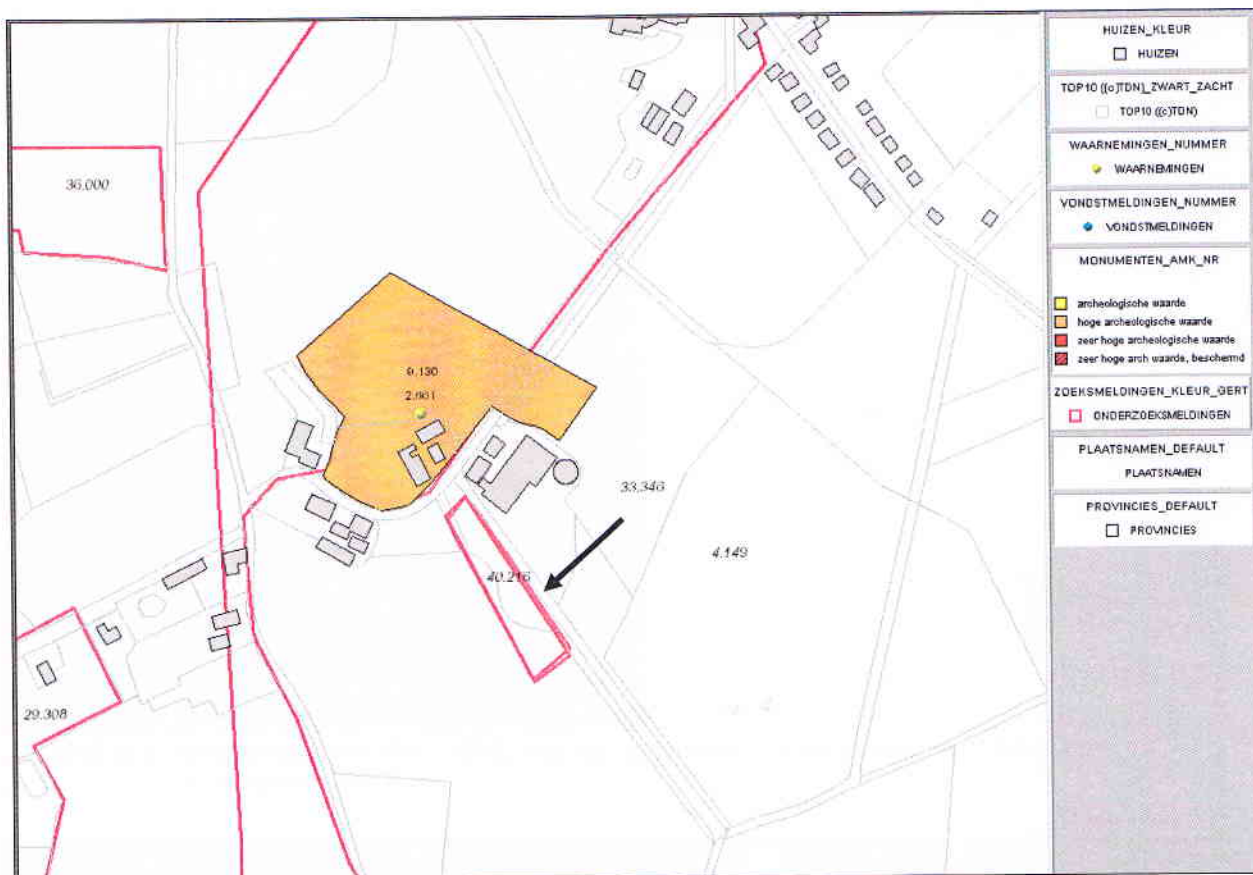 36.000
9.130
2.661
33.346
4.149
40.216
29.308
HUIZEN_KLEUR
HUIZEN
TOP10 ((c)TDN)_ZWART_ZACHT
TOP10 ((c)TDN)
WAARNEMINGEN_NUMMER
WAARNEMINGEN
VONDSTMELDINGEN_NUMMER
VONDSTMELDINGEN
MONUMENTEN_AMK_NR
archeologische waarde
hoge archeologische waarde
zeer hoge archeologische waarde
zeer hoge arch waarde, beschermd
ZOEKSMELDINGEN_KLEUR_GERT
ONDERZOEKSMELDINGEN
PLAATSNAMEN_DEFAULT
PLAATSNAMEN
PROVINCIES_DEFAULT
PROVINCIES